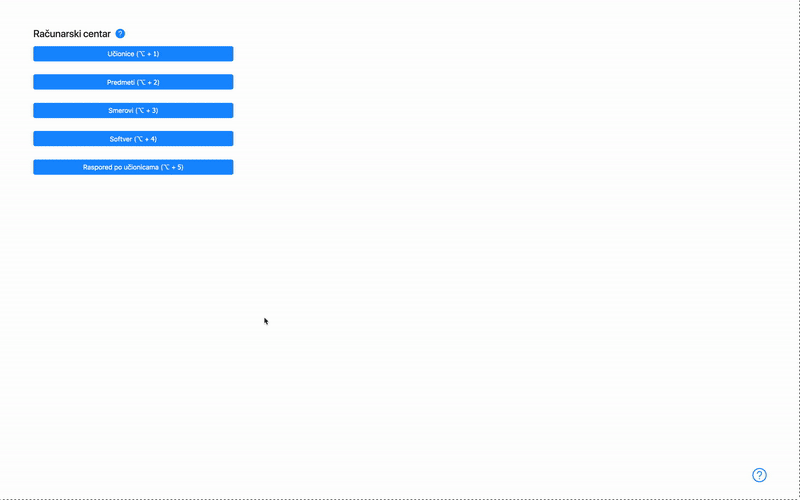 Računarski centar ?
Učionice (⌥ + 1)
Predmeti (⌥ + 2)
Smerovi (⌥ + 3)
Softver (⌥ + 4)
Raspored po učionicama (⌥ + 5)
?